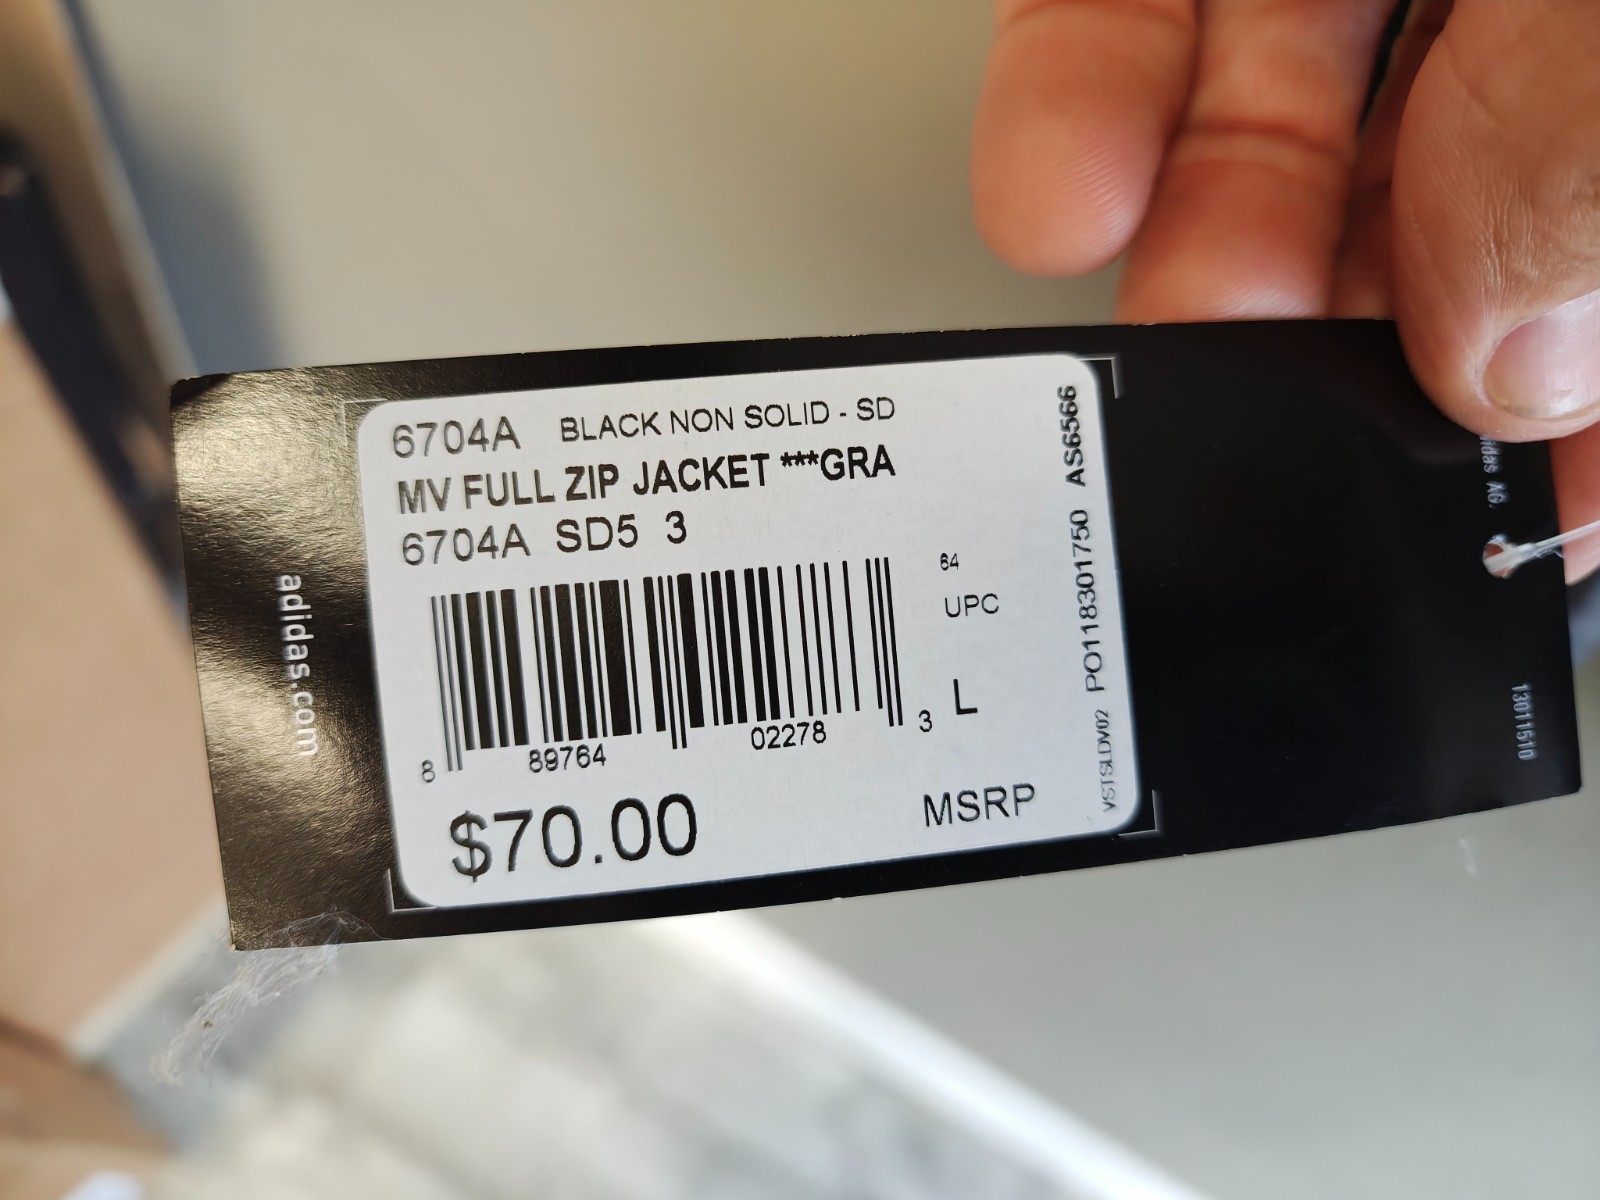 6704A BLACK NON SOLID - SD
MV FULL ZIP JACKET ***GRA
6704A SD5 3
64
UPC
L
8 89764 02278 3
$70.00 MSRP
VSTSLDV02 PO118301750 AS6566
adidas.com
AG.
13011510